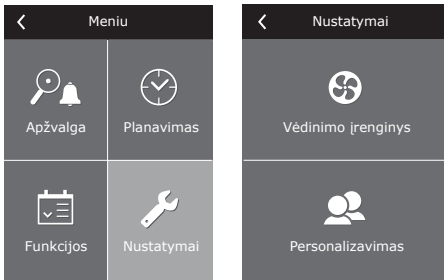 Meniu
Apžvalga
Planavimas
Funkcijos
Nustatymai
Nustatymai
Vėdinimo įrenginys
Personalizavimas